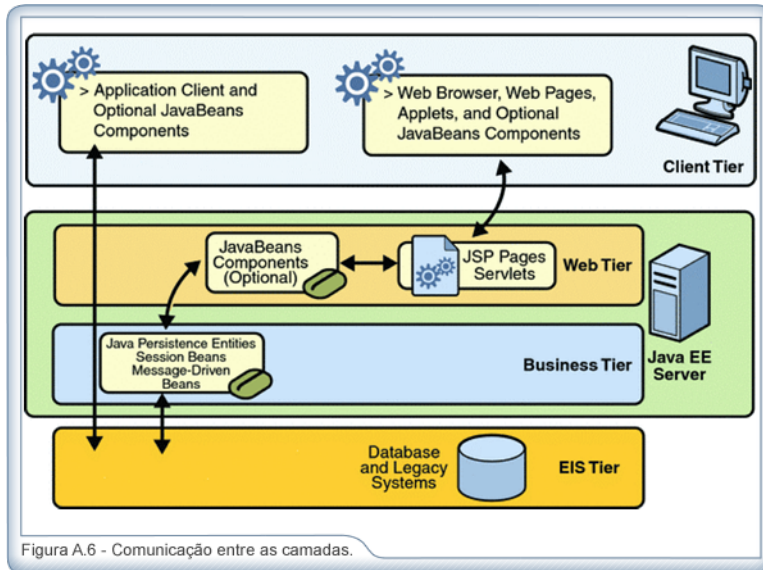 > Application Client and
Optional JavaBeans
Components
> Web Browser, Web Pages,
Applets, and Optional
JavaBeans Components
Client Tier
JavaBeans
Components
(Optional)
JSP Pages
Servlets
Web Tier
Java Persistence Entities
Session Beans
Message-Driven
Beans
Business Tier
Java EE
Server
Database
and Legacy
Systems
EIS Tier
Figura A.6 - Comunicação entre as camadas.